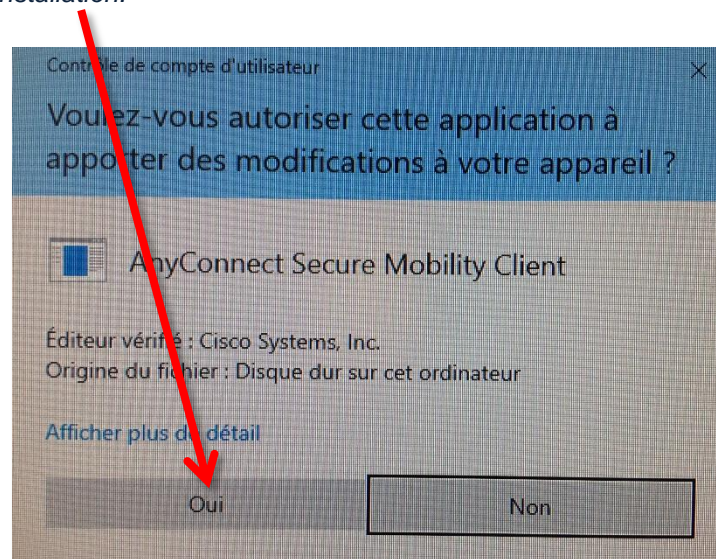 nstallation.
Contrôle de compte d'utilisateur
Voulez-vous autoriser cette application à
apporter des modifications à votre appareil ?
AnyConnect Secure Mobility Client
Éditeur vérifié : Cisco Systems, Inc.
Origine du fichier : Disque dur sur cet ordinateur
Afficher plus de détail
Oui
Non